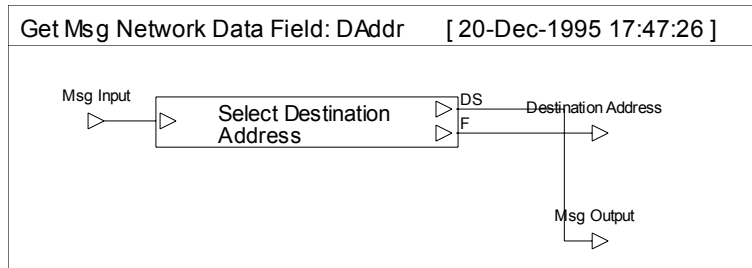 Get Msg Network Data Field: DAddr [ 20-Dec-1995 17:47:26 ]
Msg Input
Select Destination
Address
DS
F
Destination Address
Msg Output